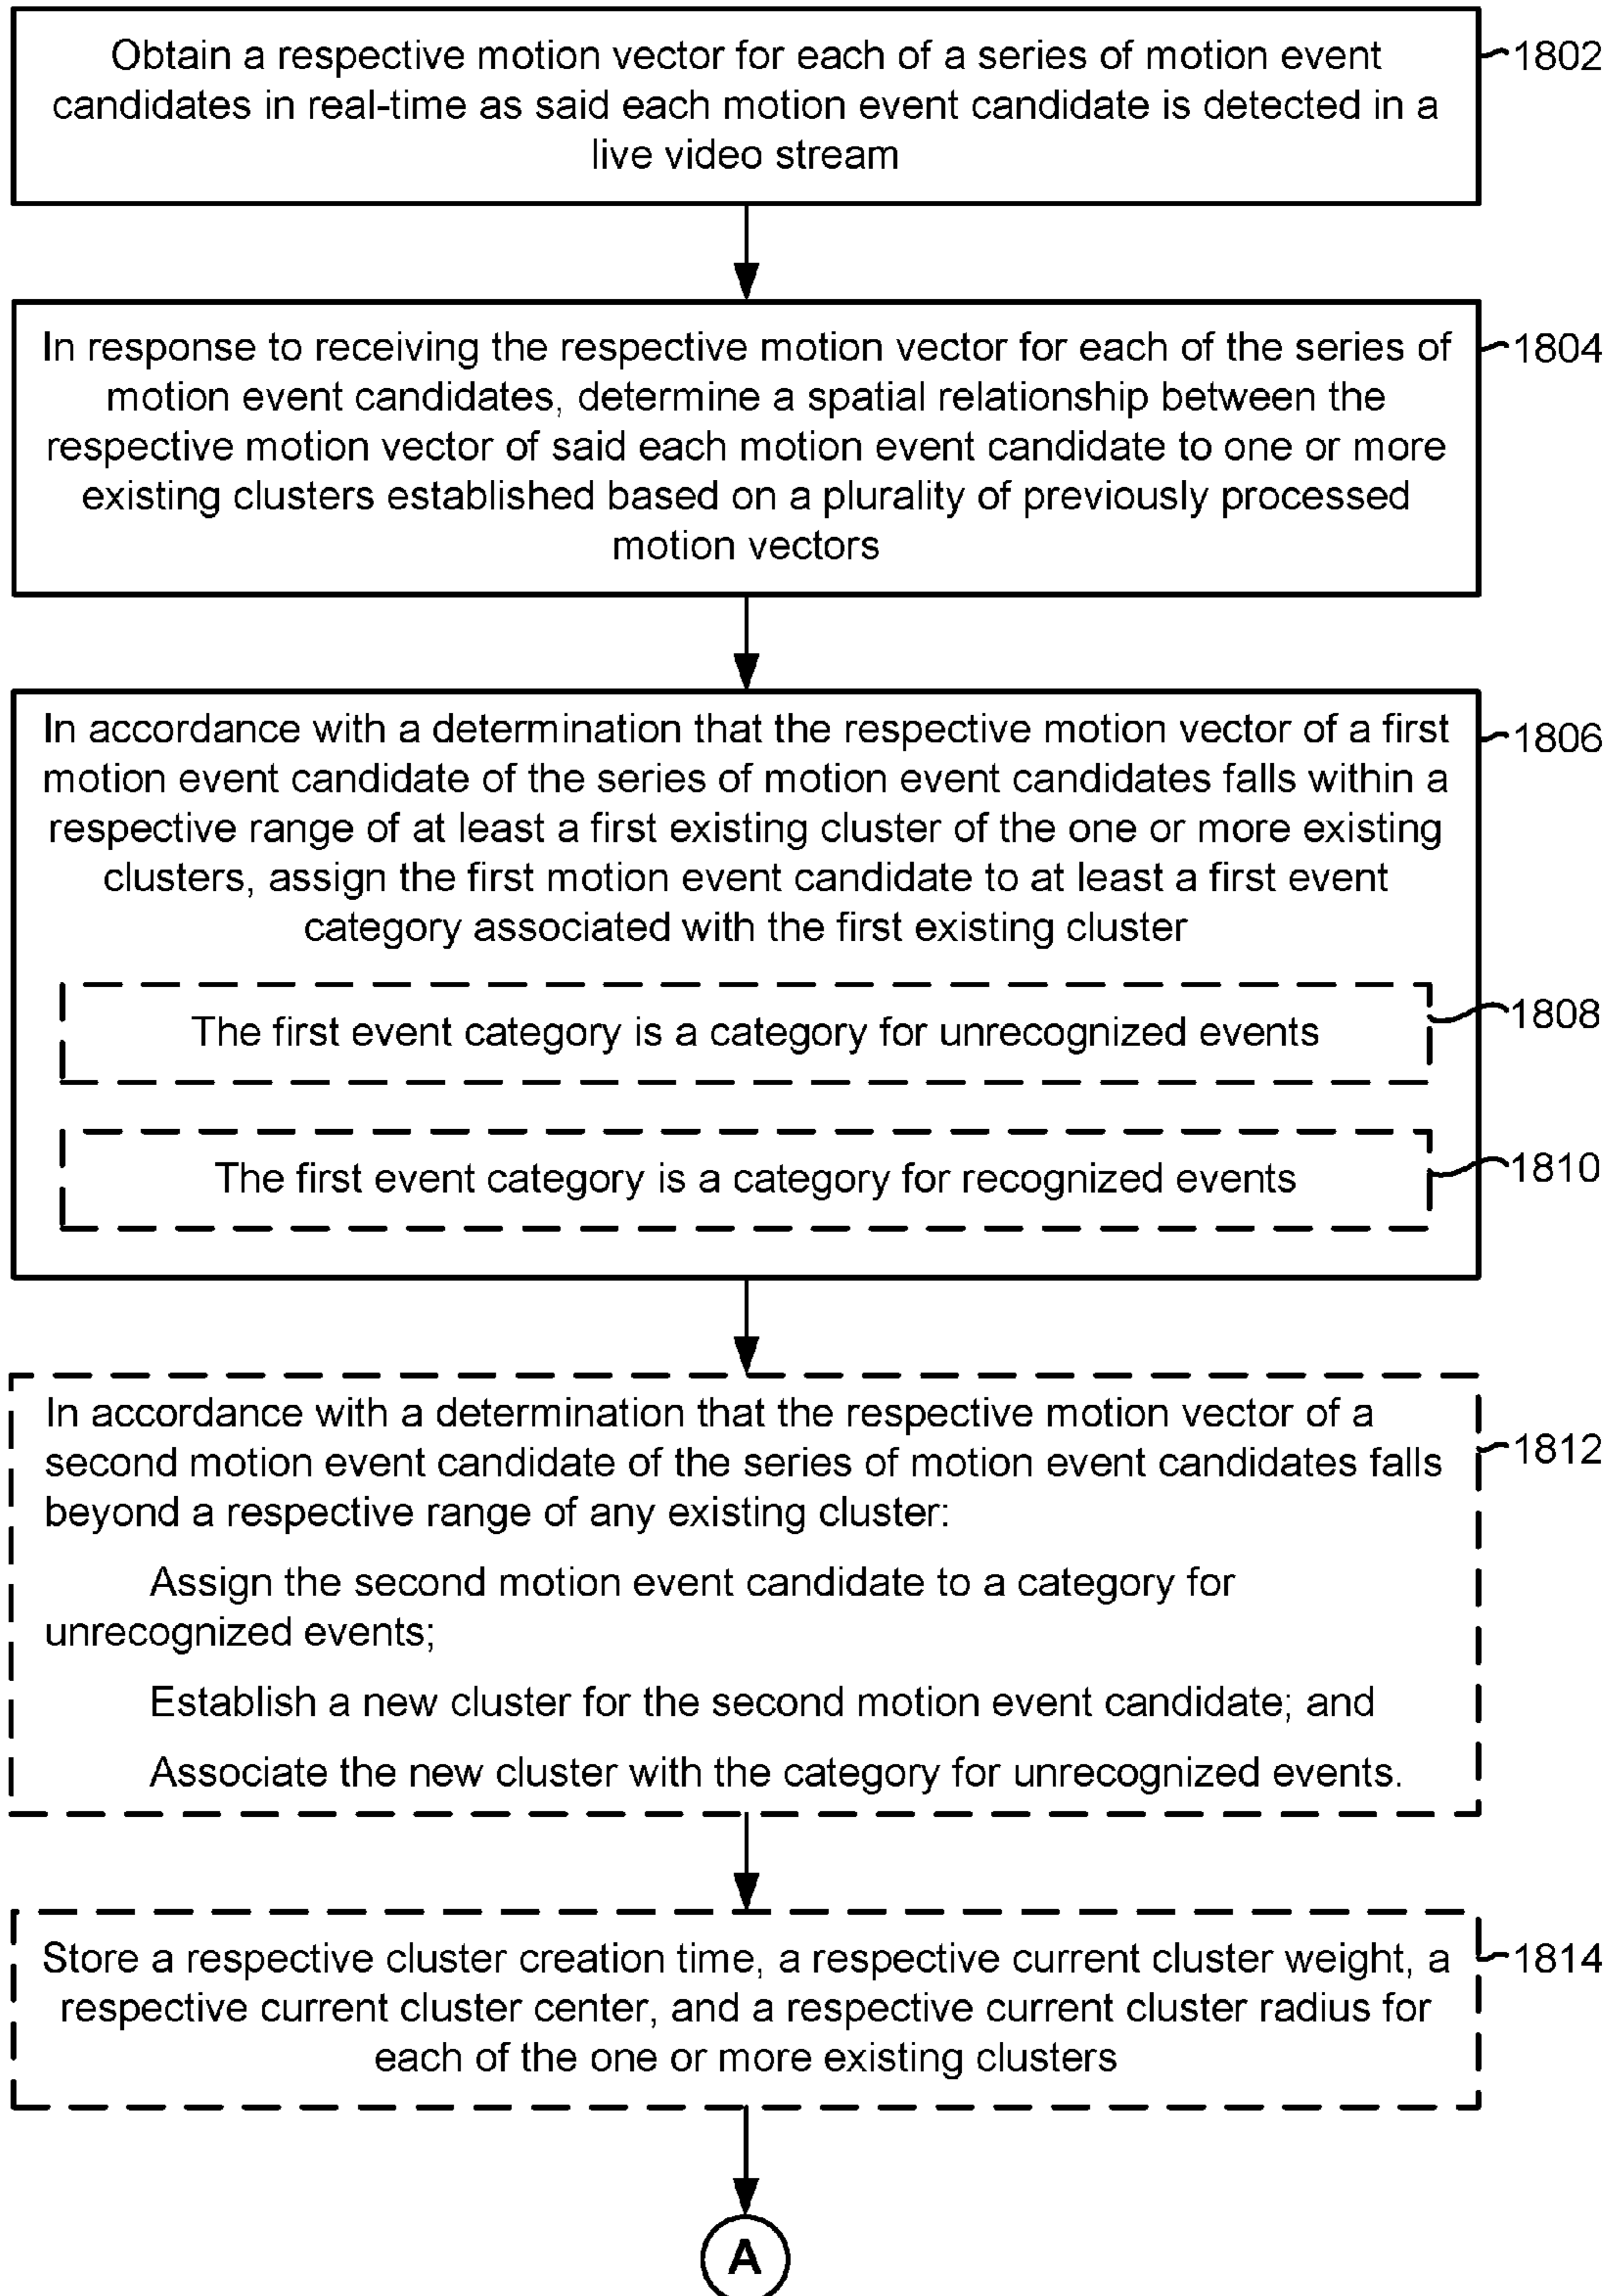 Obtain a respective motion vector for each of a series of motion event
candidates in real-time as said each motion event candidate is detected in a
live video stream
1802
In response to receiving the respective motion vector for each of the series of
motion event candidates, determine a spatial relationship between the
respective motion vector of said each motion event candidate to one or more
existing clusters established based on a plurality of previously processed
motion vectors
1804
In accordance with a determination that the respective motion vector of a first
motion event candidate of the series of motion event candidates falls within a
respective range of at least a first existing cluster of the one or more existing
clusters, assign the first motion event candidate to at least a first event
category associated with the first existing cluster
1806
The first event category is a category for unrecognized events
1808
The first event category is a category for recognized events
1810
In accordance with a determination that the respective motion vector of a
second motion event candidate of the series of motion event candidates falls
beyond a respective range of any existing cluster:
Assign the second motion event candidate to a category for
unrecognized events;
Establish a new cluster for the second motion event candidate; and
Associate the new cluster with the category for unrecognized events.
1812
Store a respective cluster creation time, a respective current cluster weight, a
respective current cluster center, and a respective current cluster radius for
each of the one or more existing clusters
1814
A